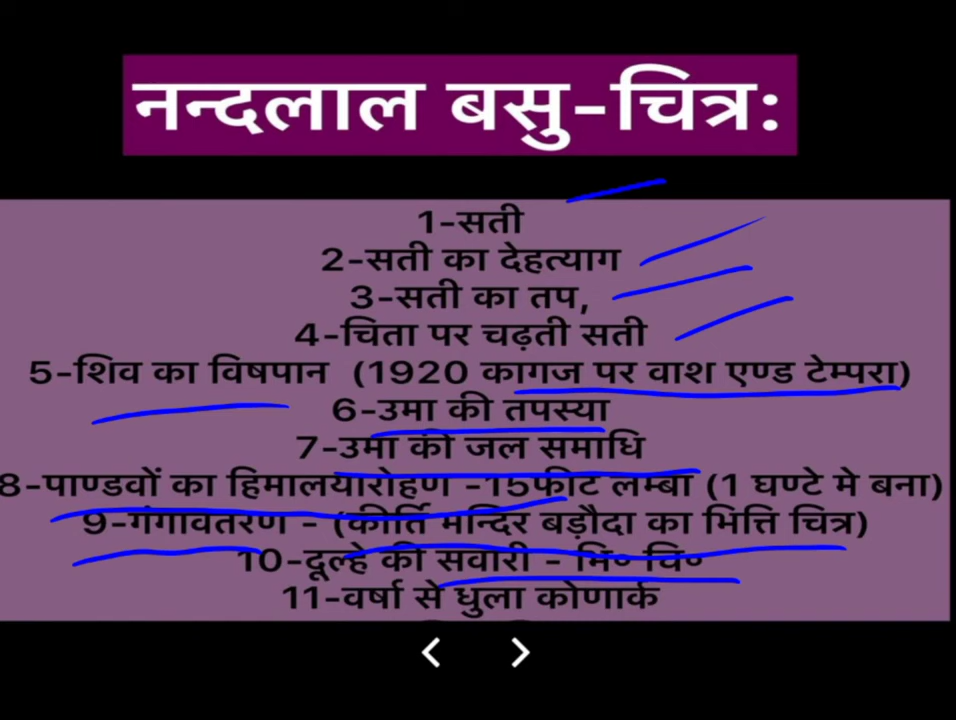 नन्दलाल बसु-चित्र:
1-सती
2-सती का देहत्याग
3-सती का तप,
4-चिता पर चढ़ती सती
5-शिव का विषपान (1920 कागज पर वाश एण्ड टेम्परा)
6-उमा की तपस्या
7-उमा की जल समाधि
8-पाण्डवों का हिमालयारोहण -15फीट लम्बा (1 घण्टे मे बना)
9-गंगावतरण - (कीर्ति मन्दिर बड़ौदा का भित्ति चित्र)
10-दूल्हे की सवारी - भि० चि०
11-वर्षा से धुला कोणार्क